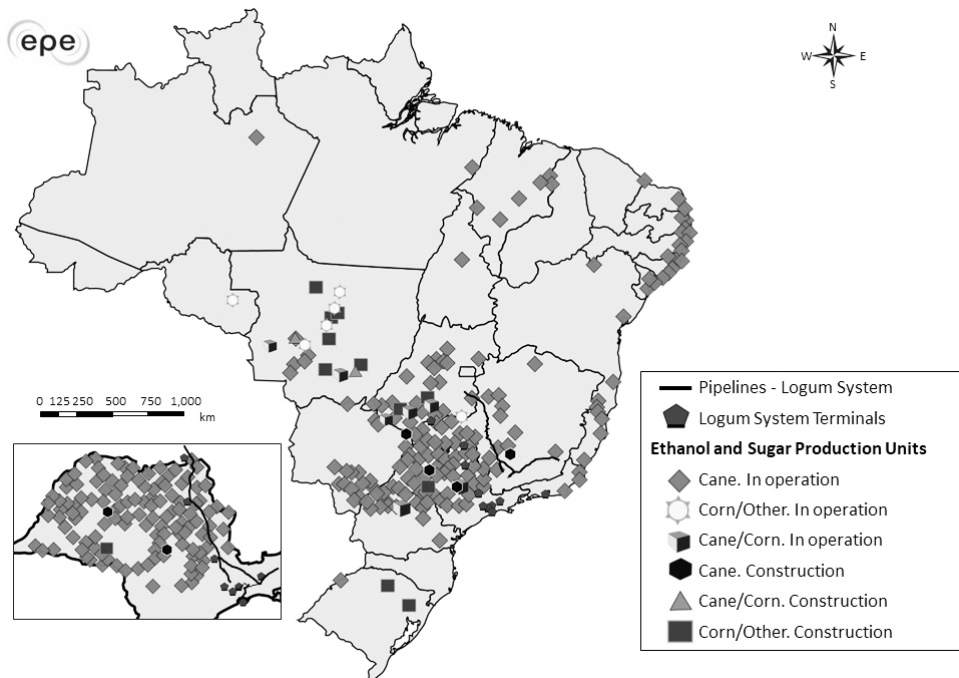 epe
N
W E
S
0 125 250 500 750 1,000
km
Pipelines - Logum System
Logum System Terminals
Ethanol and Sugar Production Units
Cane. In operation
Corn/Other. In operation
Cane/Corn. In operation
Cane. Construction
Cane/Corn. Construction
Corn/Other. Construction